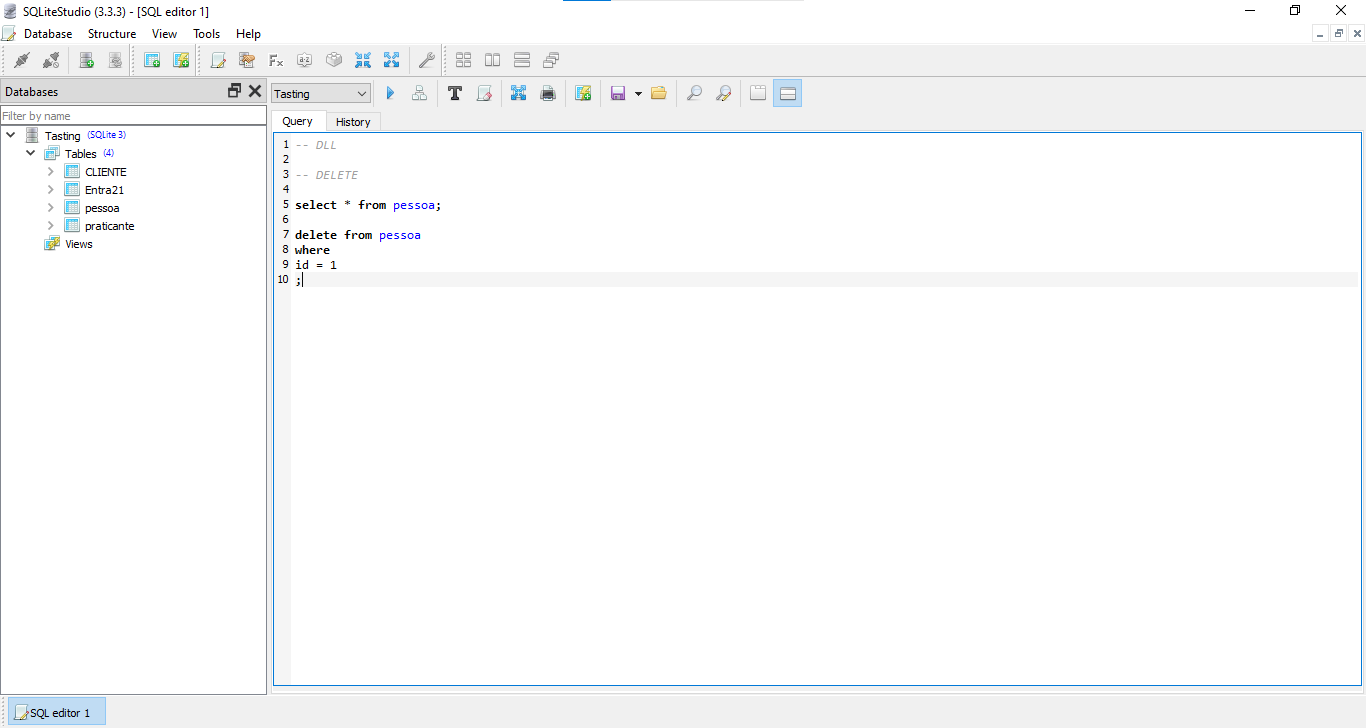 SQLiteStudio (3.3.3) - [SQL editor 1]
Database Structure View Tools Help
Databases
Tasting
Filter by name
Query History
Tasting (SQLite 3)
Tables (4)
CLIENTE
Entra21
pessoa
praticante
Views
1 -- DLL
2
3 -- DELETE
4
5 select * from pessoa;
6
7 delete from pessoa
8 where
9 id = 1
10 ;
SQL editor 1